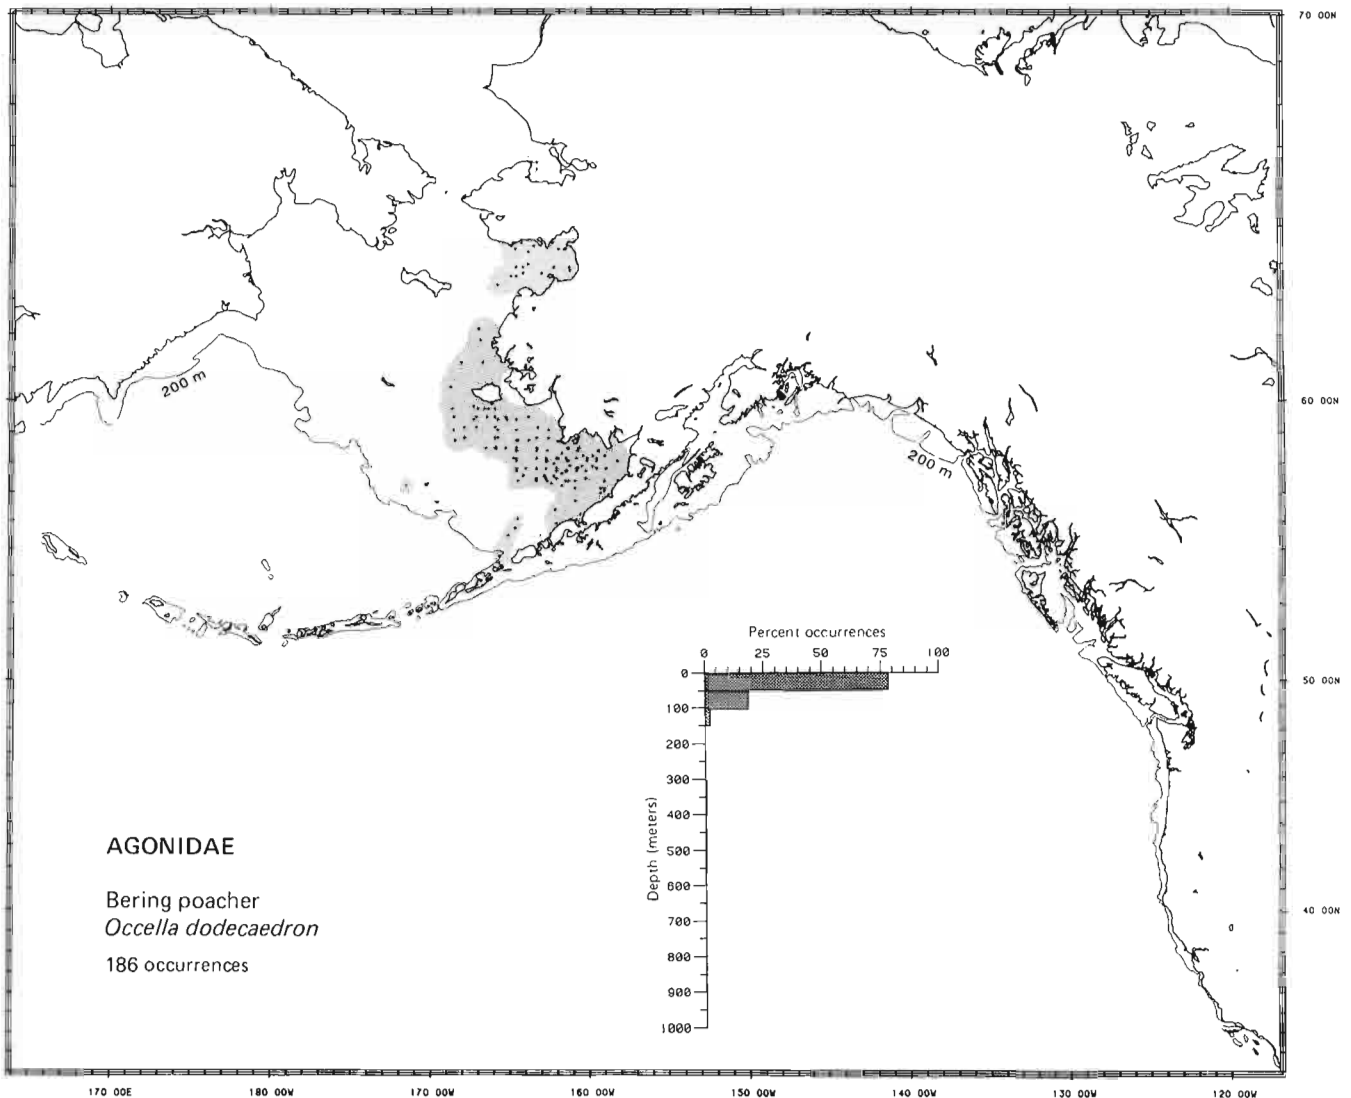 70 00N
200 m
60 00N
200 m
Percent occurrences
0 25 50 75 100
0
50 00N
100
200
300
400
Depth (meters)
500
600
700
800
900
1000
40 00N
AGONIDAE
Bering poacher
Occella dodecaedron
186 occurrences
170 00E 180 00W 170 00W 160 00W 150 00W 140 00W 130 00W 120 00W